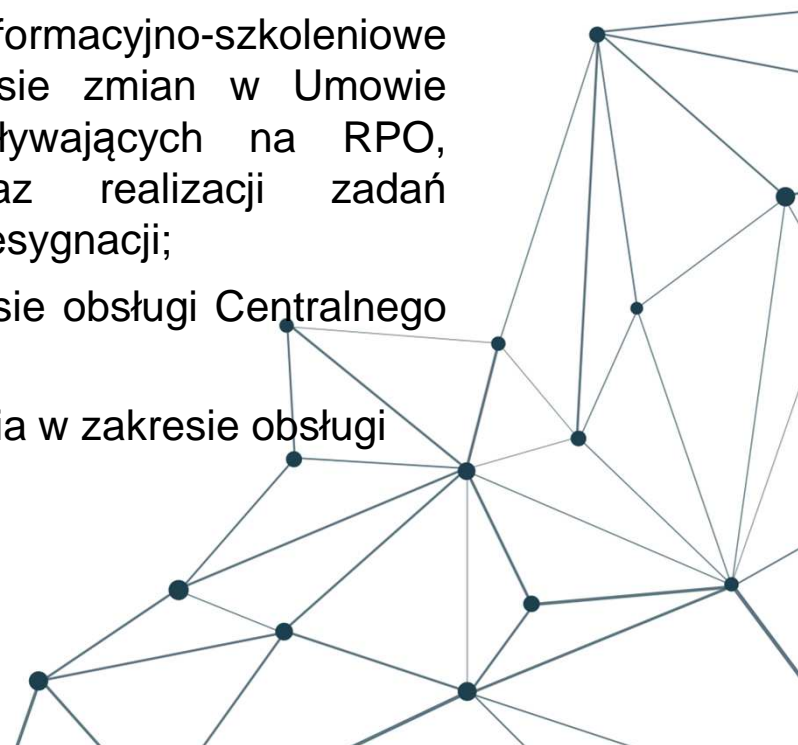 formacyjno-szkoleniowe
sie zmian w Umowie
ływających na RPO,
az realizacji zadań
esygnacji;
sie obsługi Centralnego
ia w zakresie obsługi